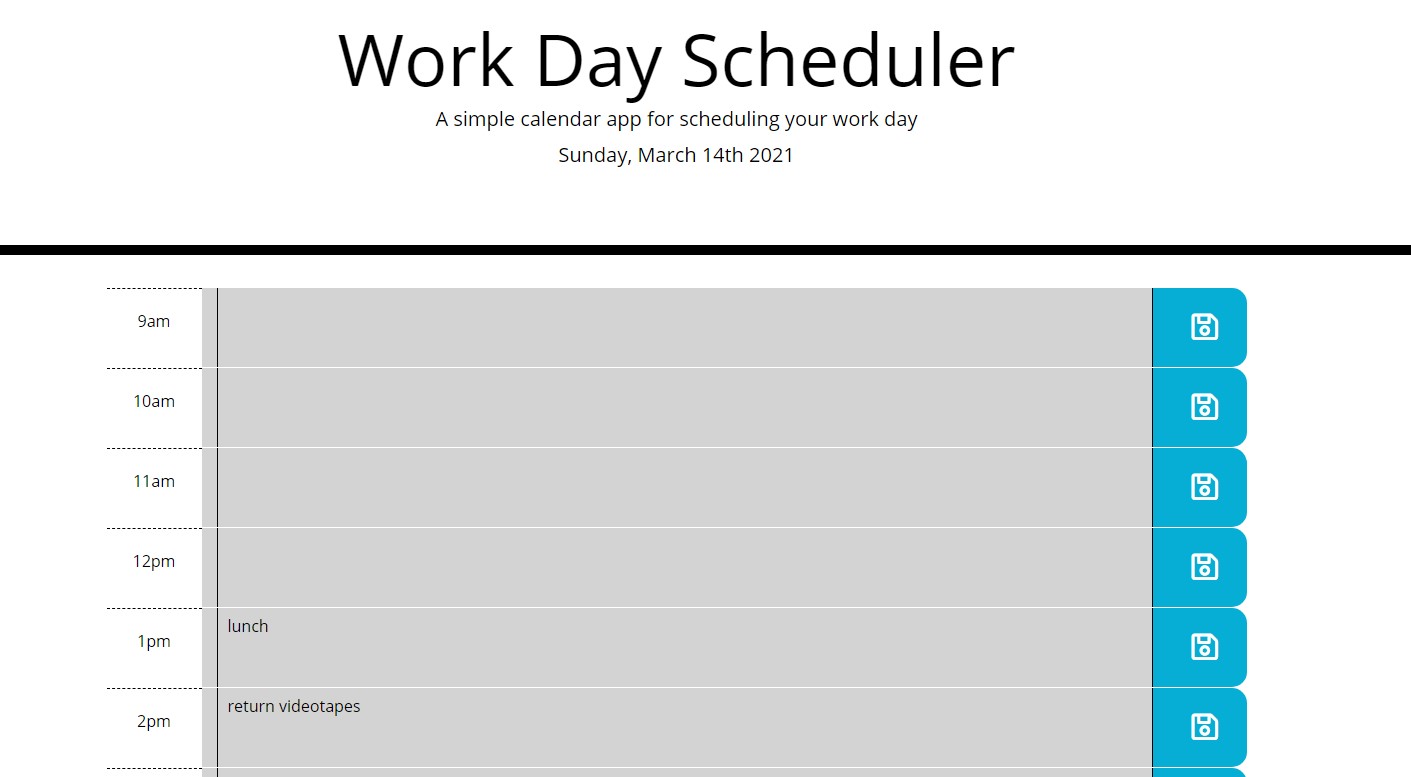 Work Day Scheduler
A simple calendar app for scheduling your work day
Sunday, March 14th 2021
9am
10am
11am
12pm
1pm lunch
2pm return videotapes